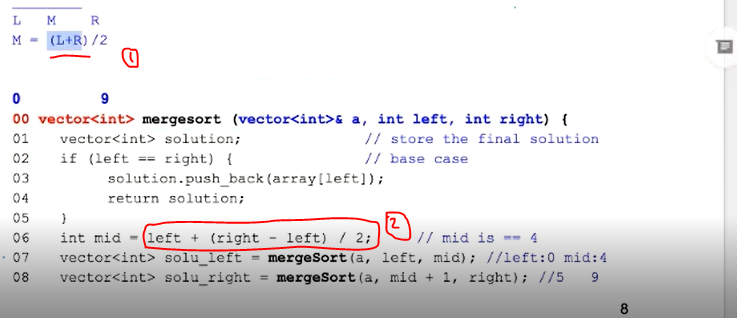 L M R
M = (L+R)/2
1
0 9
00 vector<int> mergesort (vector<int>& a, int left, int right) {
01 vector<int> solution; // store the final solution
02 if (left == right) { // base case
03 solution.push_back(array[left]);
04 return solution;
05 }
2
06 int mid = left + (right - left) / 2; // mid is == 4
07 vector<int> solu_left = mergeSort(a, left, mid); //left:0 mid:4
08 vector<int> solu_right = mergeSort(a, mid + 1, right); //5 9
8